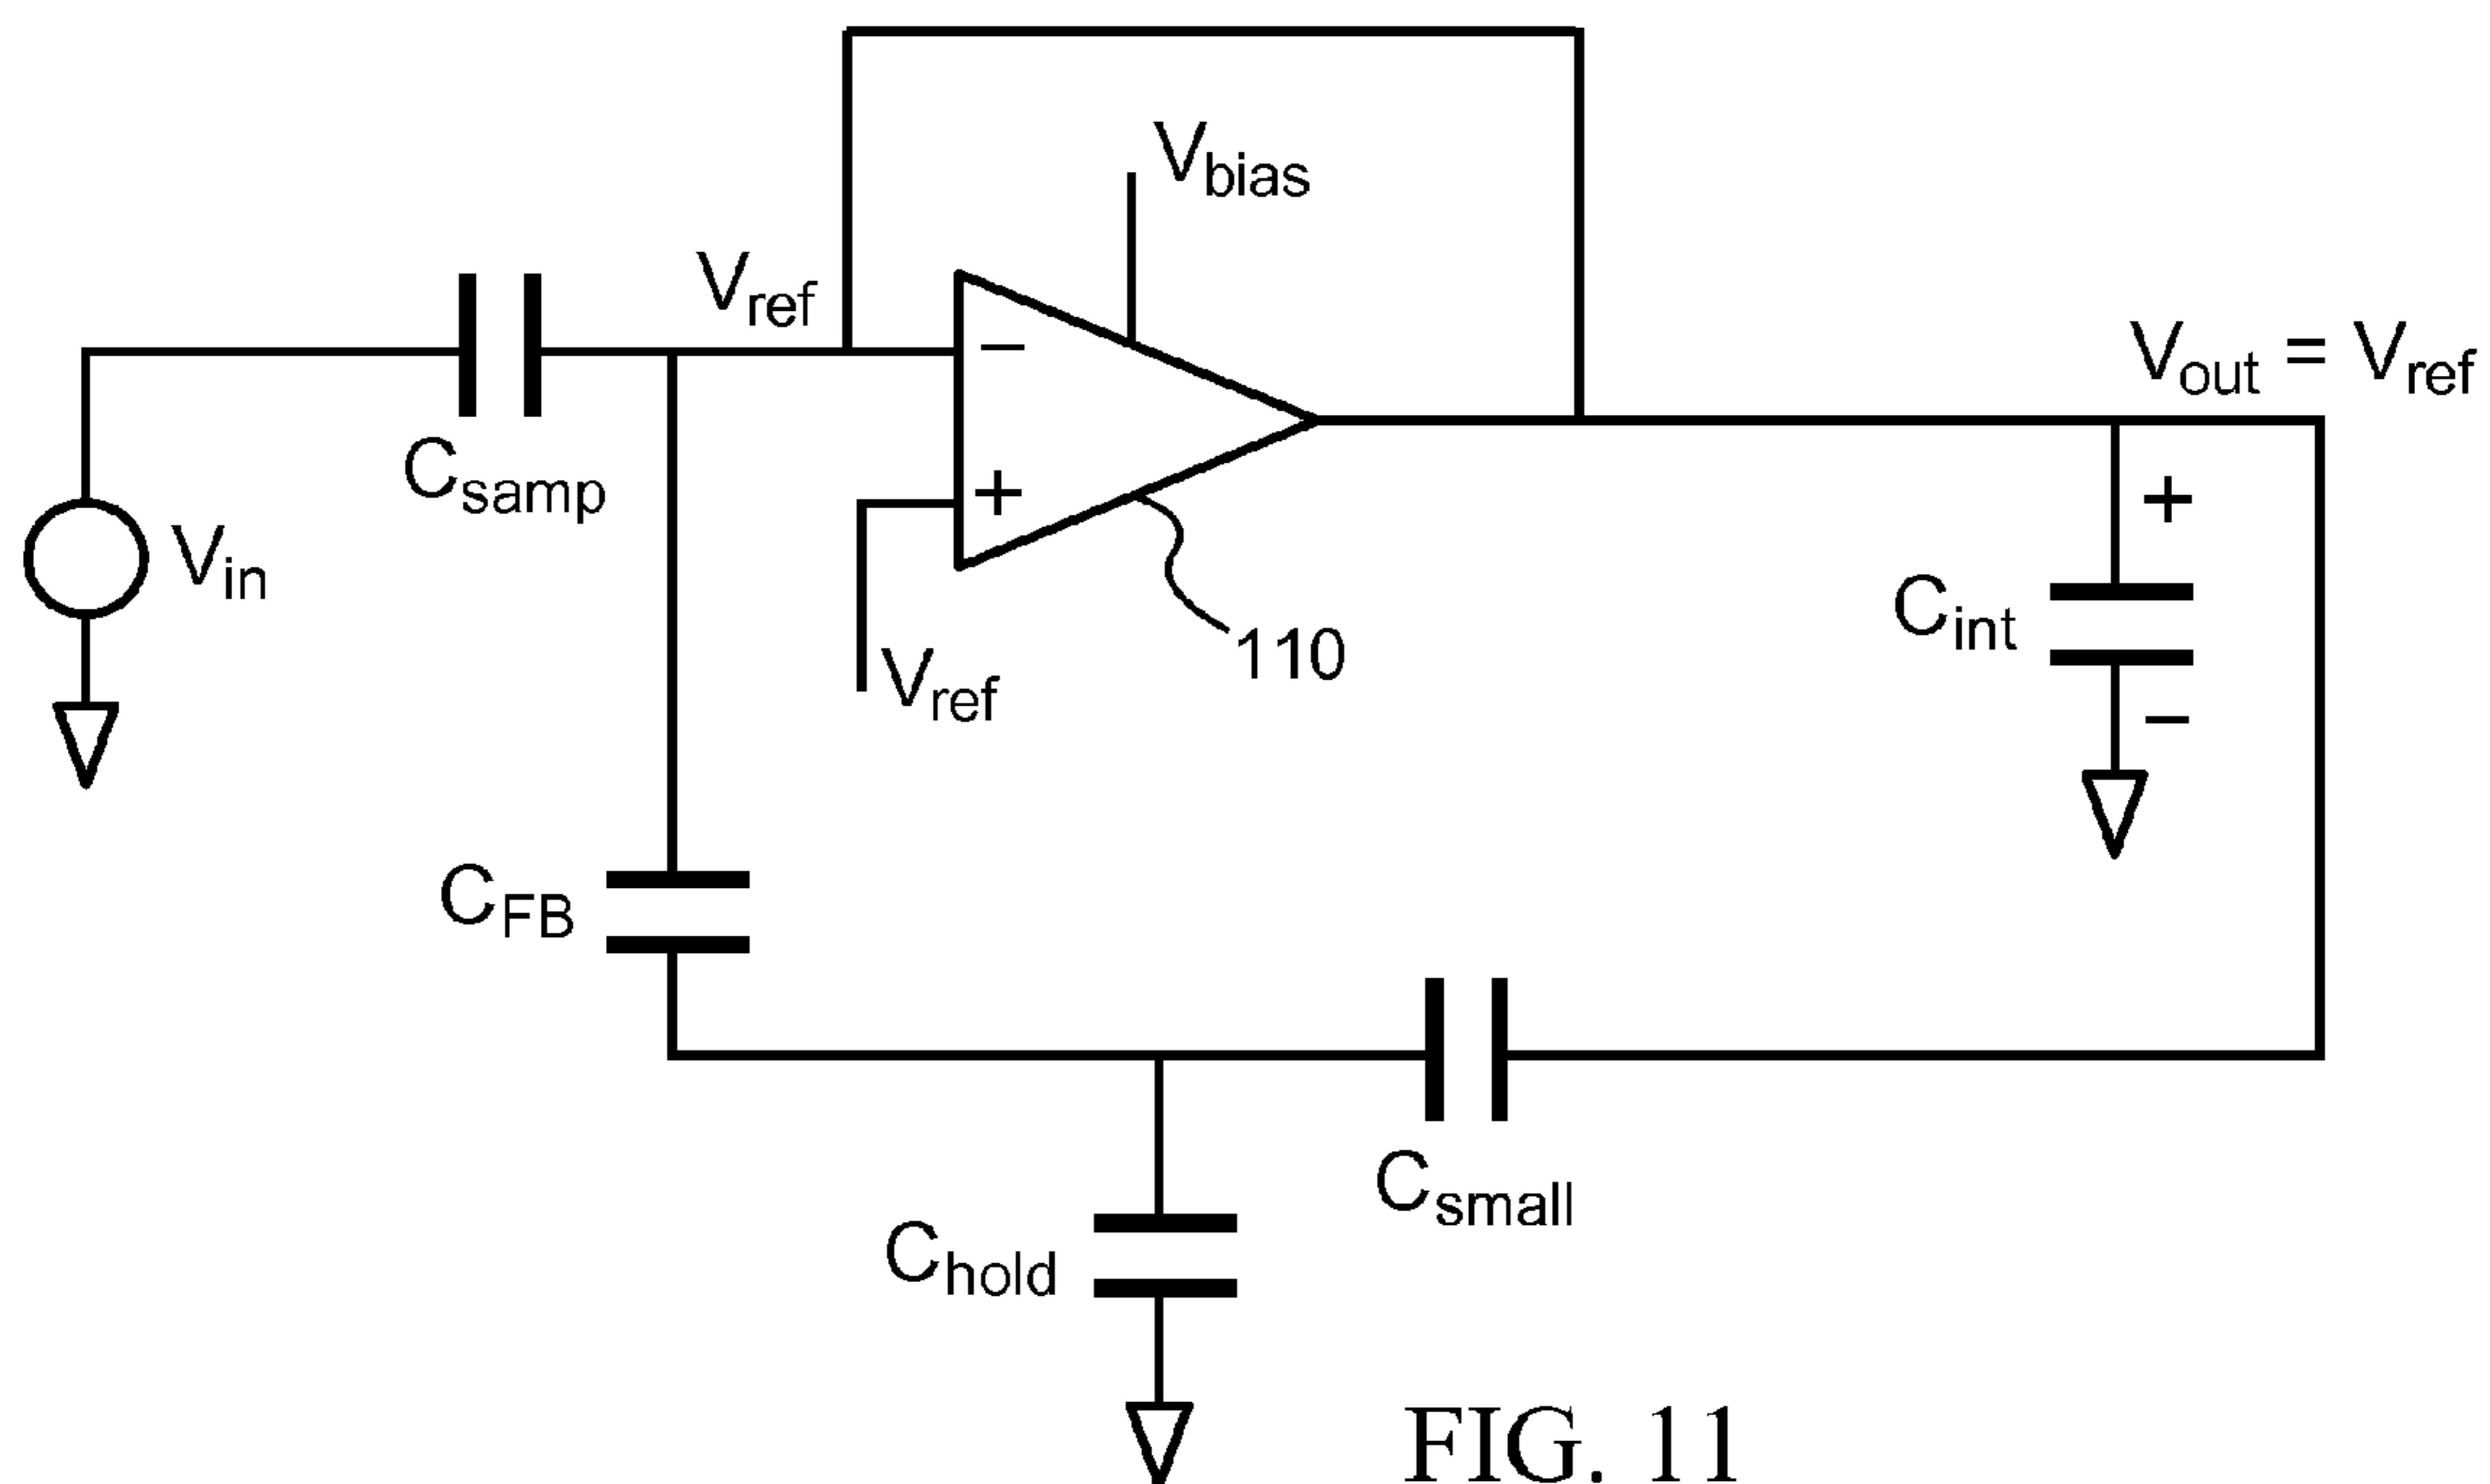 Vbias
Vref
−
Vout = Vref
Csamp
+
+
Vin
Cint
110
Vref
−
CFB
Csmall
Chold
FIG. 11